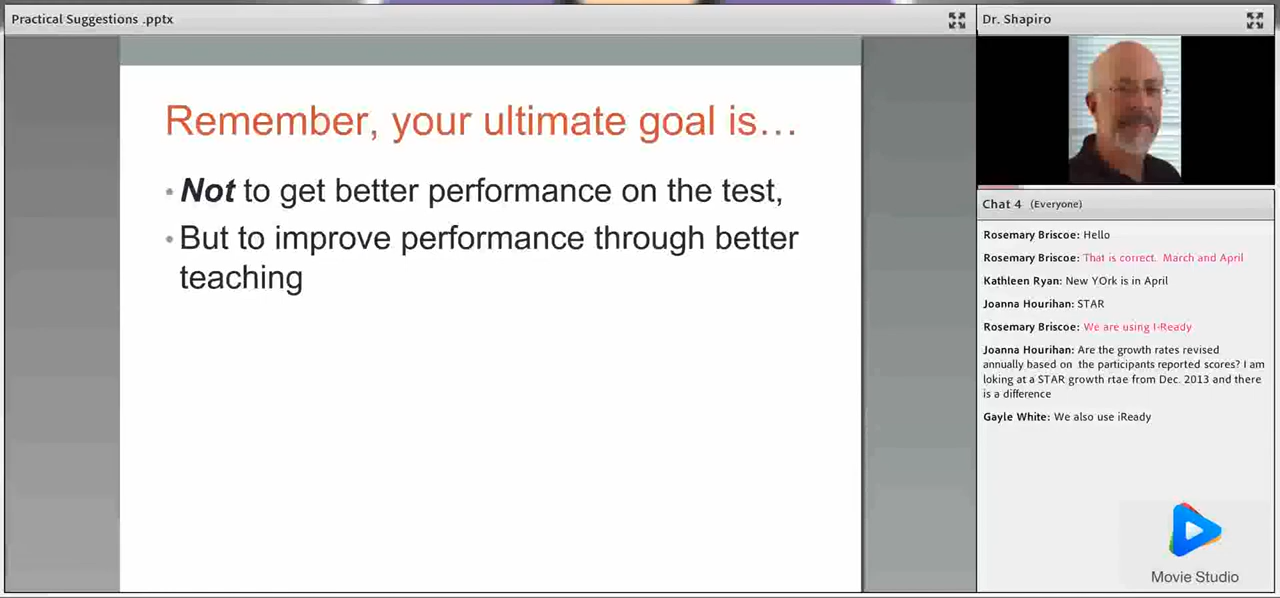 Practical Suggestions .pptx
Remember, your ultimate goal is…
• Not to get better performance on the test,
• But to improve performance through better
teaching
Dr. Shapiro
Chat 4 (Everyone)
Rosemary Briscoe: Hello
Rosemary Briscoe: That is correct. March and April
Kathleen Ryan: New YOrk is in April
Joanna Hourihan: STAR
Rosemary Briscoe: We are using I-Ready
Joanna Hourihan: Are the growth rates revised
annually based on the participants reported scores? I am
loking at a STAR growth rtae from Dec. 2013 and there
is a difference
Gayle White: We also use iReady
Movie Studio